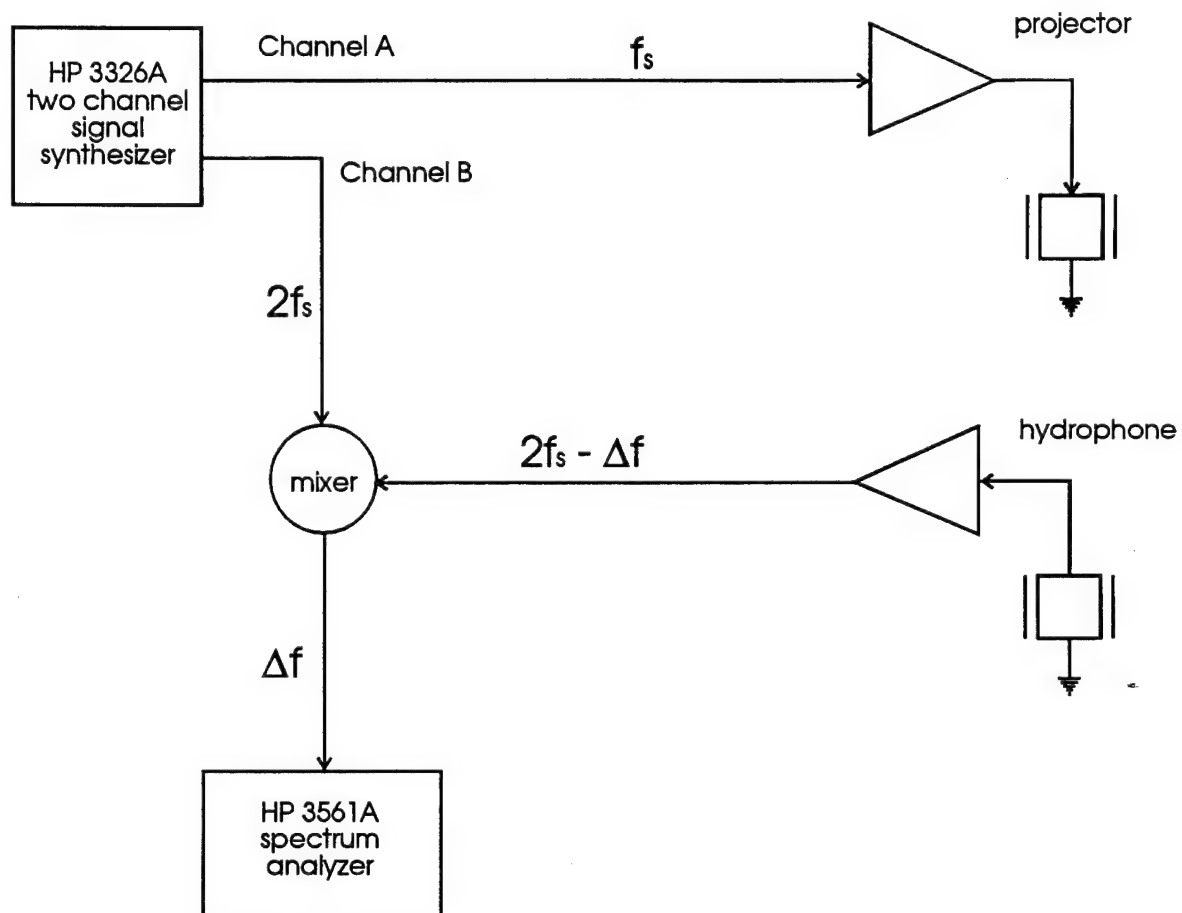 HP 3326A
two channel
signal
synthesizer
Channel A
fs
projector
Channel B
2fs
mixer
2fs - Δf
hydrophone
Δf
HP 3561A
spectrum
analyzer